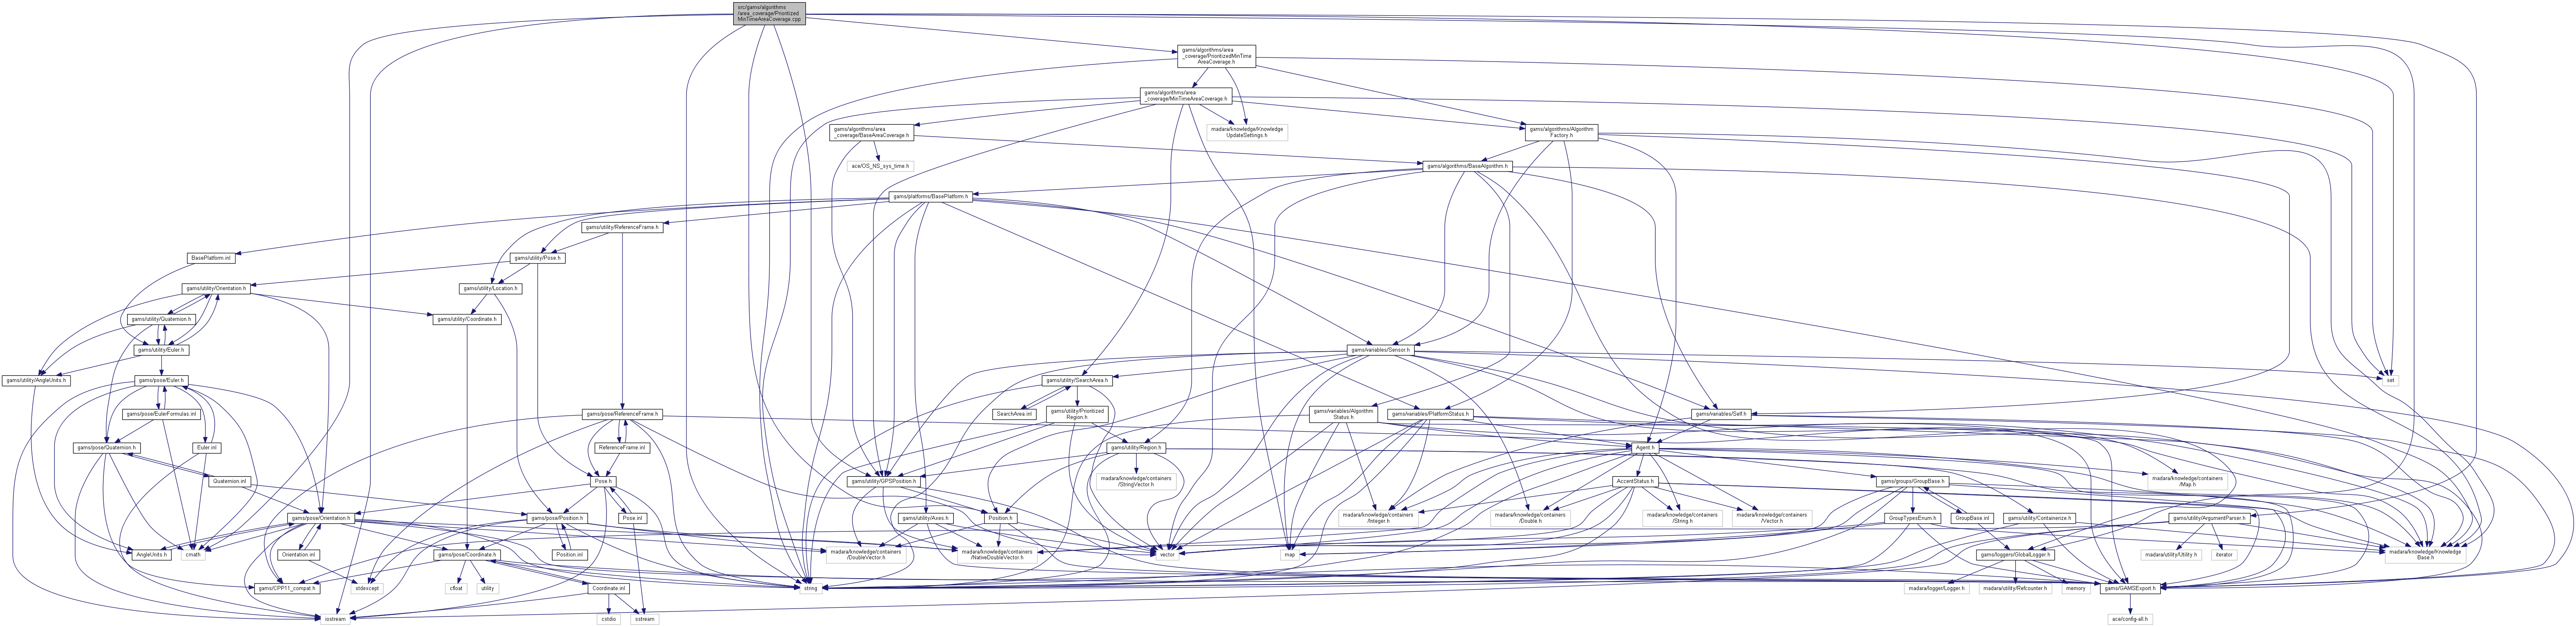 src/gams/algorithms
/area_coverage/Prioritized
MinTimeAreaCoverage.cpp
gams/algorithms/area
_coverage/PrioritizedMinTime
AreaCoverage.h
gams/algorithms/area
_coverage/MinTimeAreaCoverage.h
gams/algorithms/area
_coverage/BaseAreaCoverage.h
madara/knowledge/Knowledge
UpdateSettings.h
gams/algorithms/Algorithm
Factory.h
ace/OS_NS_sys_time.h
gams/algorithms/BaseAlgorithm.h
gams/platforms/BasePlatform.h
gams/utility/ReferenceFrame.h
BasePlatform.inl
gams/utility/Pose.h
gams/utility/Orientation.h
gams/utility/Location.h
gams/utility/Quaternion.h
gams/utility/Coordinate.h
gams/utility/Euler.h
gams/variables/Sensor.h
gams/utility/AngleUnits.h
gams/pose/Euler.h
gams/utility/SearchArea.h
set
gams/pose/EulerFormulas.inl
gams/pose/ReferenceFrame.h
SearchArea.inl
gams/utility/Prioritized
Region.h
gams/variables/Algorithm
Status.h
gams/variables/PlatformStatus.h
gams/variables/Self.h
gams/pose/Quaternion.h
Euler.inl
ReferenceFrame.inl
gams/utility/Region.h
Agent.h
Quaternion.inl
Pose.h
gams/utility/GPSPosition.h
madara/knowledge/containers
/StringVector.h
AccentStatus.h
gams/groups/GroupBase.h
madara/knowledge/containers
/Map.h
gams/pose/Orientation.h
gams/pose/Position.h
Pose.inl
gams/utility/Axes.h
Position.h
madara/knowledge/containers
/Integer.h
madara/knowledge/containers
/Double.h
madara/knowledge/containers
/String.h
madara/knowledge/containers
/Vector.h
GroupTypesEnum.h
GroupBase.inl
gams/utility/Containerize.h
gams/utility/ArgumentParser.h
AngleUnits.h
cmath
Orientation.inl
gams/pose/Coordinate.h
Position.inl
madara/knowledge/containers
/DoubleVector.h
madara/knowledge/containers
/NativeDoubleVector.h
vector
map
gams/loggers/GlobalLogger.h
madara/utility/Utility.h
iterator
madara/knowledge/Knowledge
Base.h
gams/CPP11_compat.h
stdexcept
cfloat
utility
Coordinate.inl
string
madara/logger/Logger.h
madara/utility/Refcounter.h
memory
gams/GAMSExport.h
iostream
cstdio
sstream
ace/config-all.h